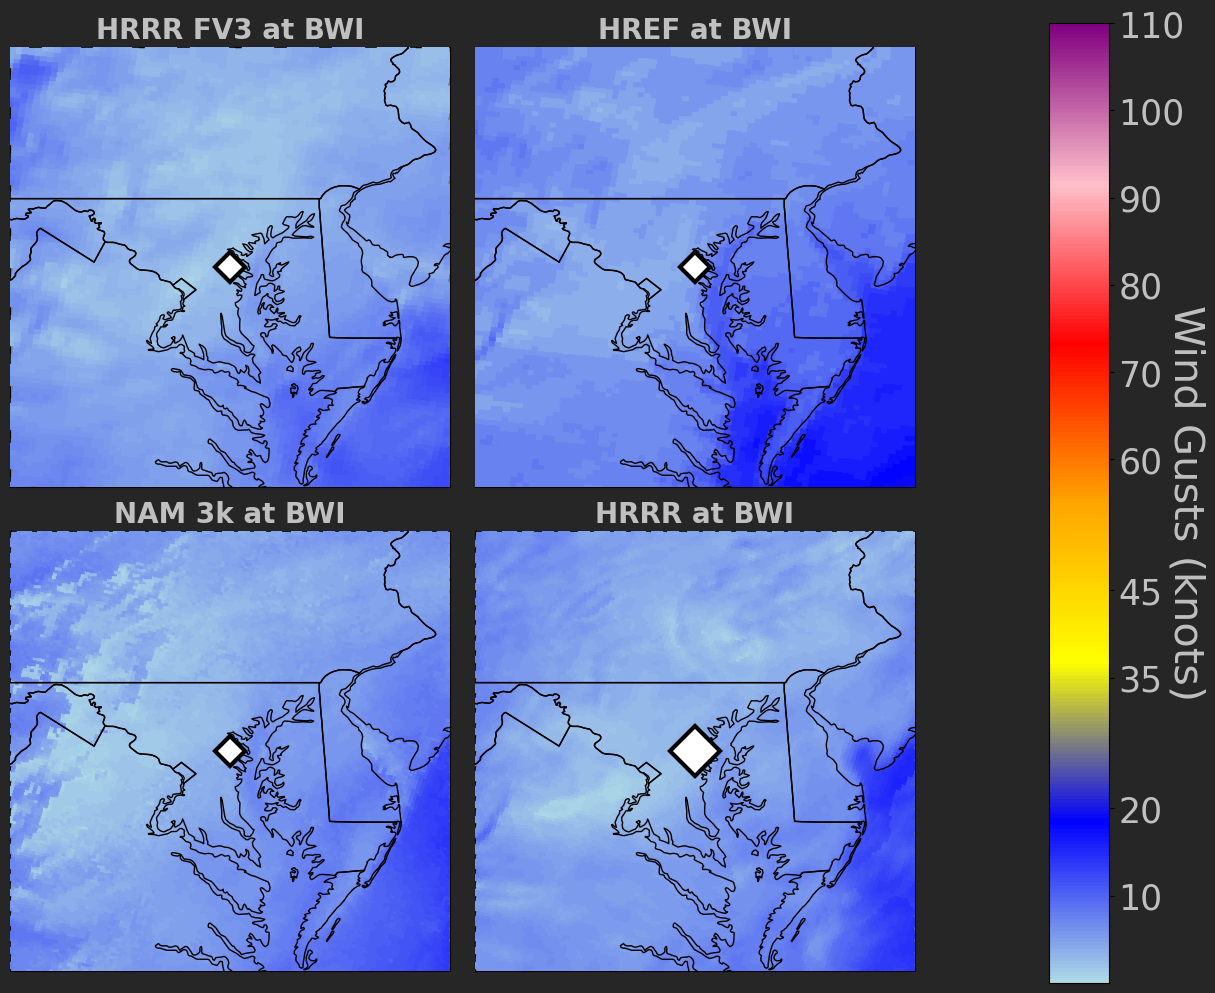 HRRR FV3 at BWI
HREF at BWI
NAM 3k at BWI
HRRR at BWI
110
100
90
80
70
60
45
35
20
10
Wind Gusts (knots)